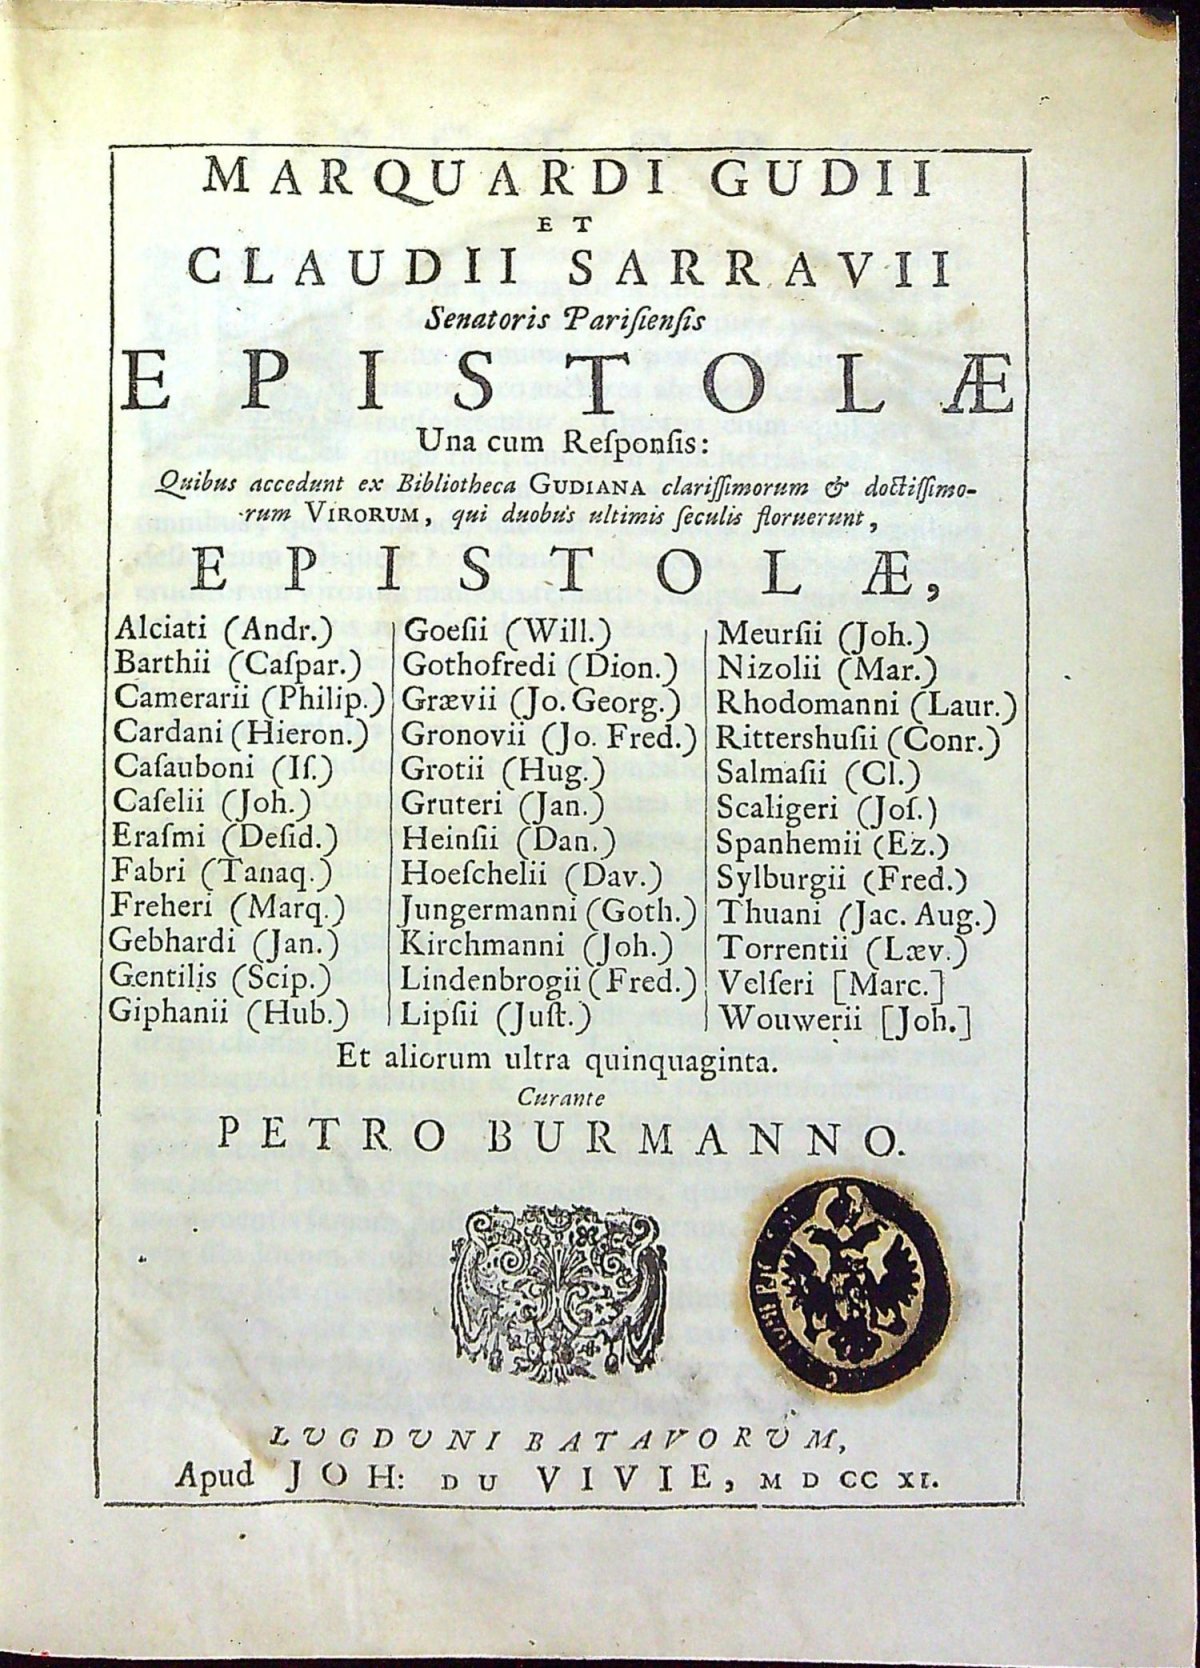 MARQUARDI GUDII
ET
CLAUDII SARRAVII
Senatoris Pariſienſis
EPISTOLÆ
Una cum Reſponſis:
Quibus accedunt ex Bibliotheca GUDIANA clariſſimorum & doctiſſimo-
rum VIRORUM, qui duobus ultimis ſeculis floruerunt,
EPISTOLÆ,
Alciati (Andr.)
Barthii (Caſpar.)
Camerarii (Philip.)
Cardani (Hieron.)
Caſauboni (Iſ.)
Caſelii (Joh.)
Eraſmi (Deſid.)
Fabri (Tanaq.)
Freheri (Marq.)
Gebhardi (Jan.)
Gentilis (Scip.)
Giphanii (Hub.)
Goeſii (Will.)
Gothofredi (Dion.)
Grævii (Jo. Georg.)
Gronovii (Jo. Fred.)
Grotii (Hug.)
Gruteri (Jan.)
Heinſii (Dan.)
Hoeſchelii (Dav.)
Jungermanni (Goth.)
Kirchmanni (Joh.)
Lindenbrogii (Fred.)
Lipſii (Juſt.)
Meurſii (Joh.)
Nizolii (Mar.)
Rhodomanni (Laur.)
Rittershuſii (Conr.)
Salmaſii (Cl.)
Scaligeri (Joſ.)
Spanhemii (Ez.)
Sylburgii (Fred.)
Thuani (Jac. Aug.)
Torrentii (Læv.)
Velſeri [Marc.]
Wouwerii [Joh.]
Et aliorum ultra quinquaginta.
Curante
PETRO BURMANNO.
LUGDUNI BATAVORUM,
Apud JOH: DU VIVIE, MDCCXI.